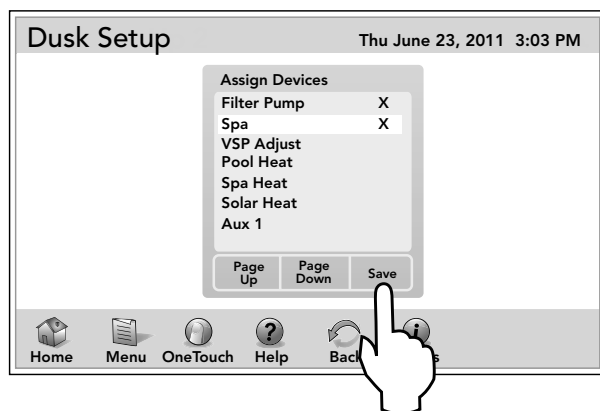 Dusk Setup Thu June 23, 2011 3:03 PM
Assign Devices
Filter Pump X
Spa X
VSP Adjust
Pool Heat
Spa Heat
Solar Heat
Aux 1
Page Up Page Down Save
Home Menu OneTouch Help